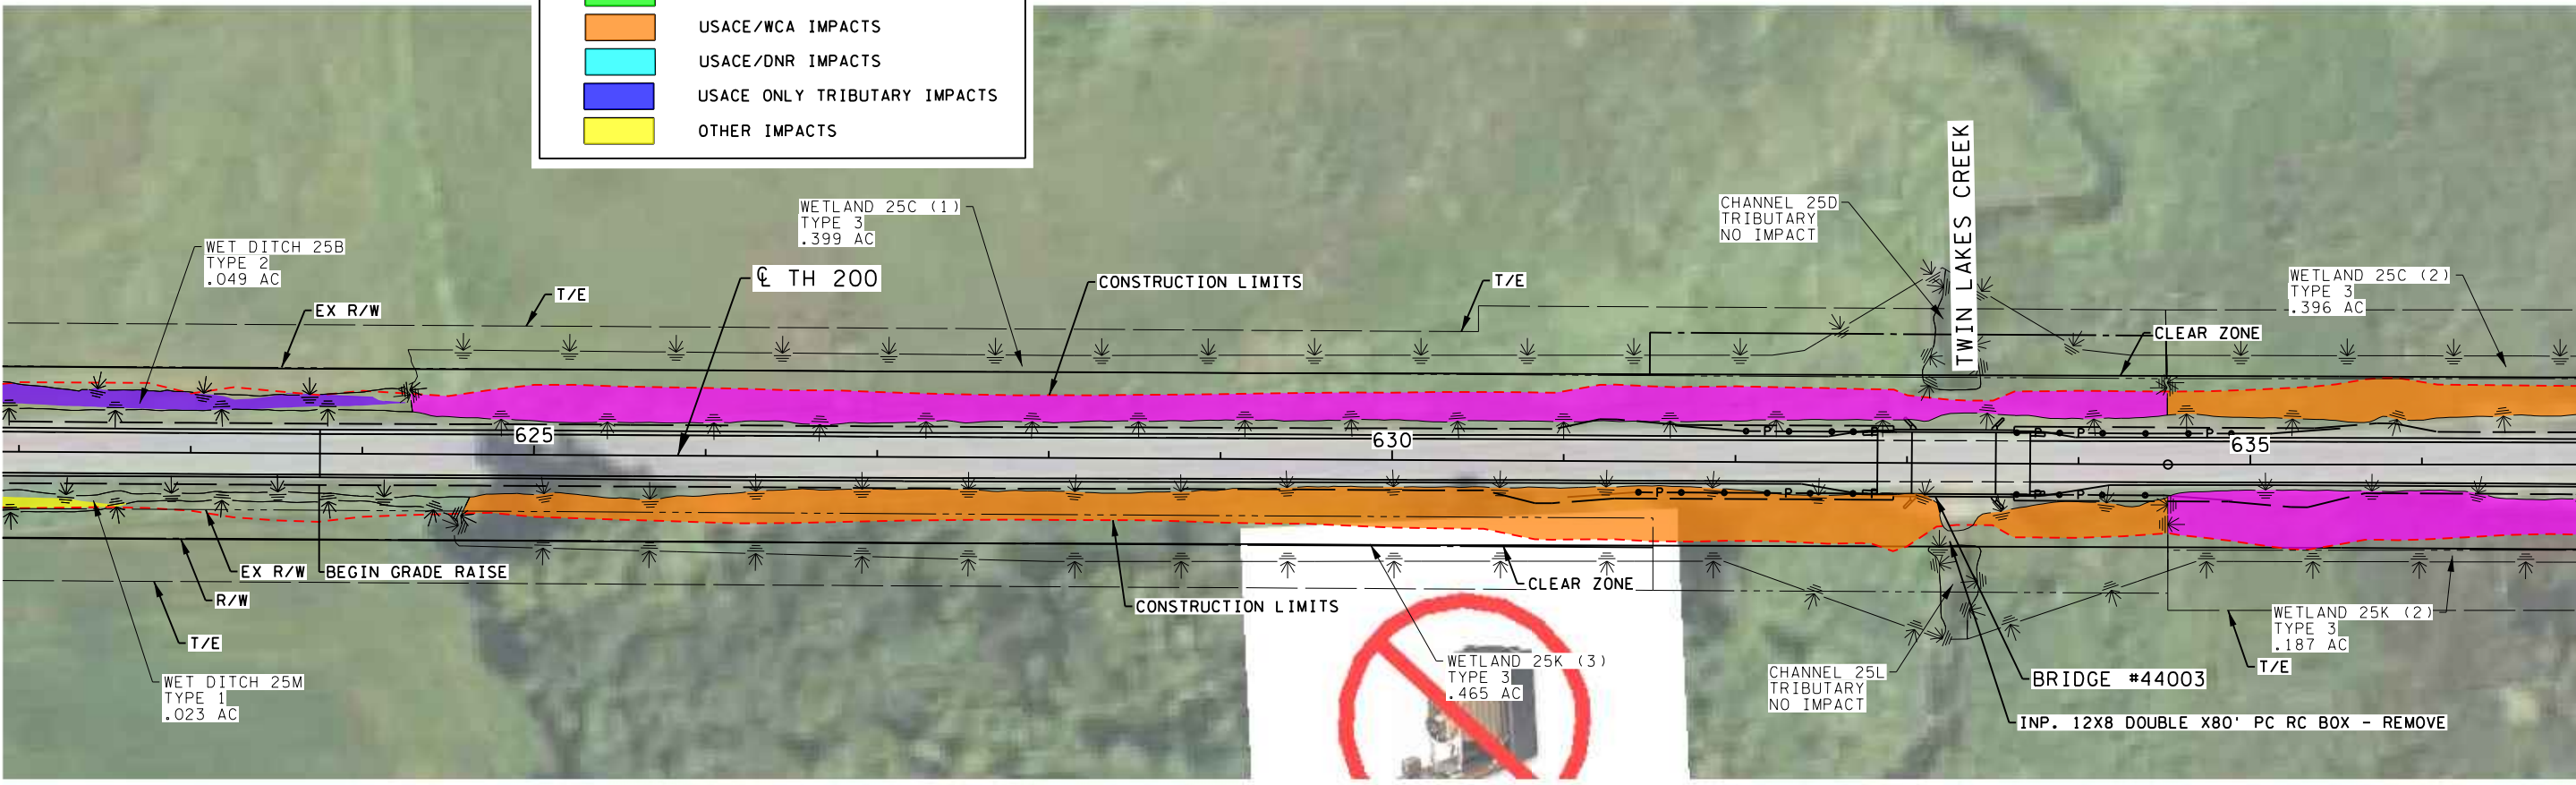 USACE/WCA IMPACTS
USACE/DNR IMPACTS
USACE ONLY TRIBUTARY IMPACTS
OTHER IMPACTS
WET DITCH 25B
TYPE 2
.049 AC
EX R/W
T/E
WETLAND 25C (1)
TYPE 3
.399 AC
℄ TH 200
CONSTRUCTION LIMITS
T/E
CHANNEL 25D
TRIBUTARY
NO IMPACT
TWIN LAKES CREEK
CLEAR ZONE
WETLAND 25C (2)
TYPE 3
.396 AC
625
630
635
P
P
P
P
P
P
P
P
P
P
EX R/W
BEGIN GRADE RAISE
R/W
T/E
WET DITCH 25M
TYPE 1
.023 AC
CONSTRUCTION LIMITS
CLEAR ZONE
WETLAND 25K (3)
TYPE 3
.465 AC
CHANNEL 25L
TRIBUTARY
NO IMPACT
BRIDGE #44003
INP. 12X8 DOUBLE X80' PC RC BOX - REMOVE
WETLAND 25K (2)
TYPE 3
.187 AC
T/E